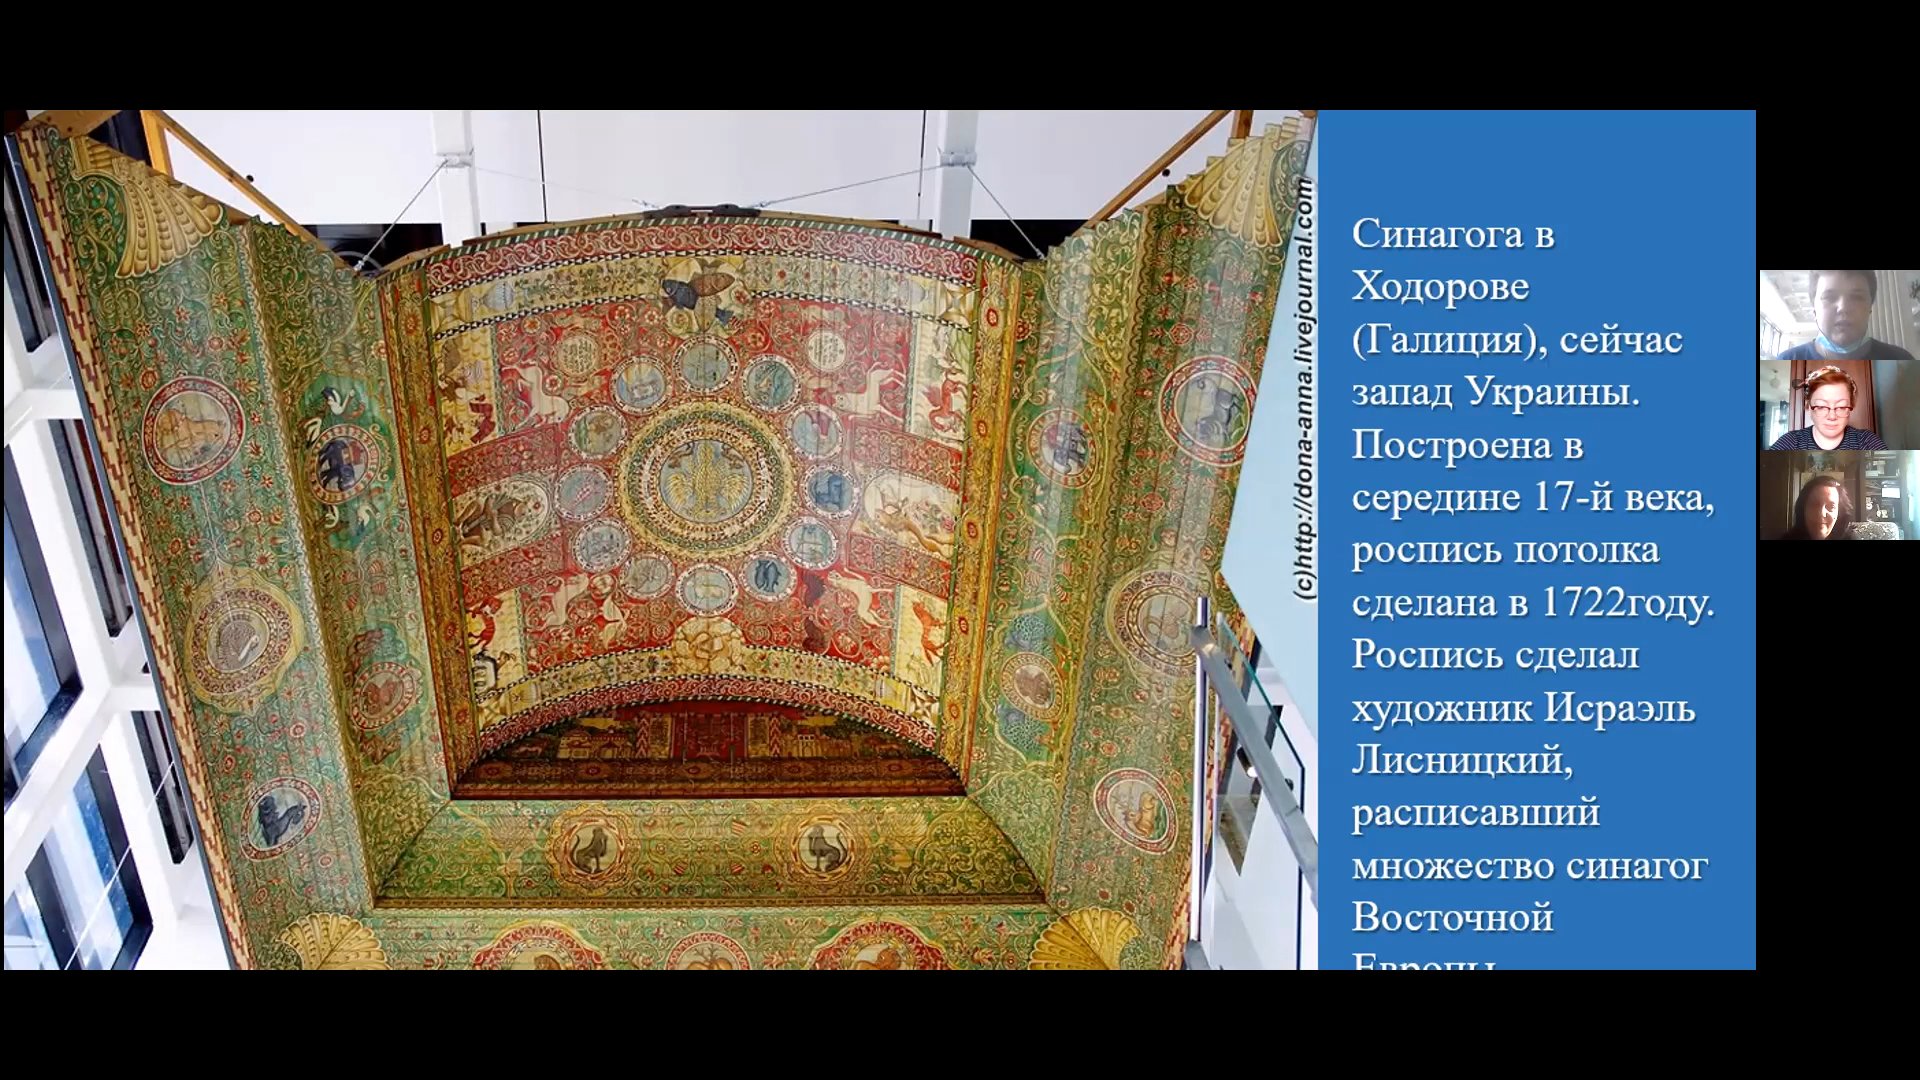 Синагога в
Ходорове
(Галиция), сейчас
запад Украины.
Построена в
середине 17-й века,
роспись потолка
сделана в 1722году.
Роспись сделал
художник Исраэль
Лисницкий,
расписавший
множество синагог
Восточной
Европы
(c)http://dona-anna.livejournal.com